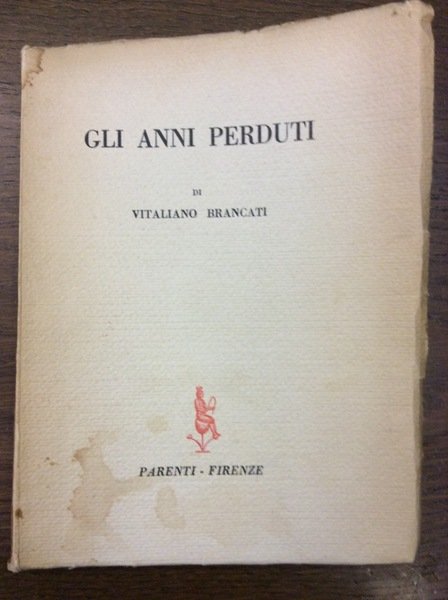 GLI ANNI PERDUTI
DI
VITALIANO BRANCATI
PARENTI - FIRENZE